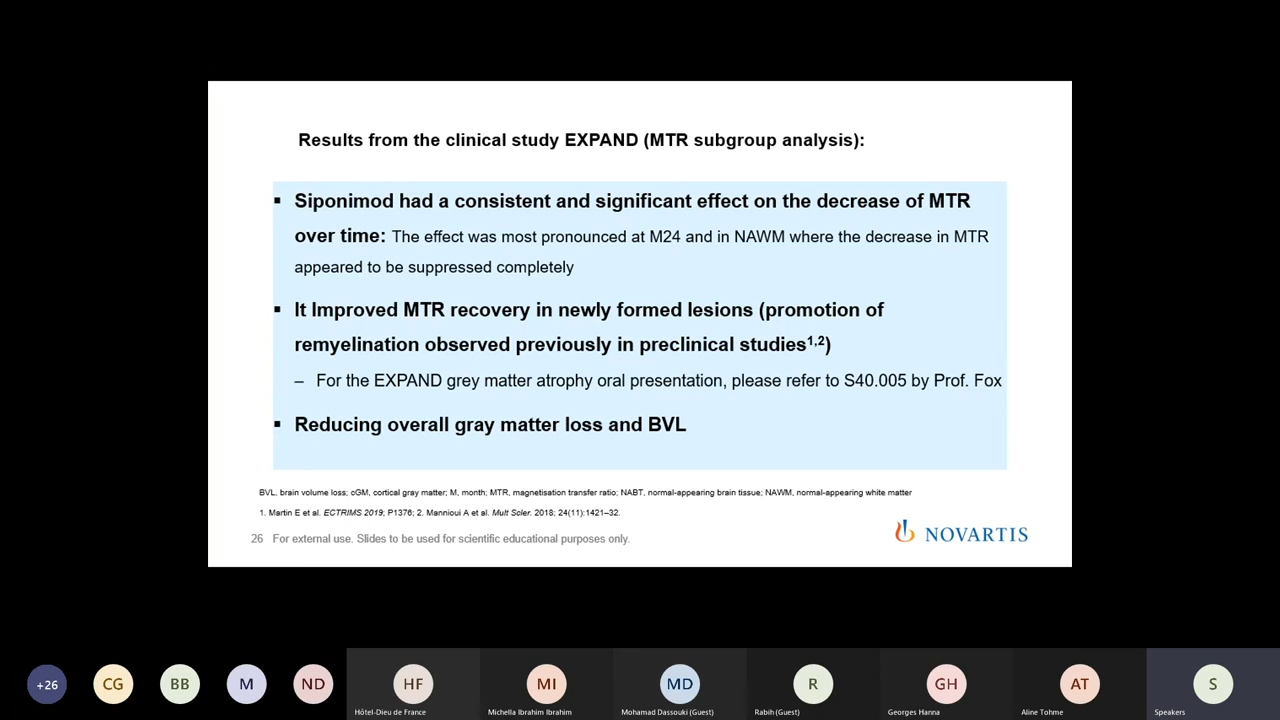 Results from the clinical study EXPAND (MTR subgroup analysis):
▪ Siponimod had a consistent and significant effect on the decrease of MTR
over time: The effect was most pronounced at M24 and in NAWM where the decrease in MTR
appeared to be suppressed completely
▪ It Improved MTR recovery in newly formed lesions (promotion of
remyelination observed previously in preclinical studies1,2)
– For the EXPAND grey matter atrophy oral presentation, please refer to S40.005 by Prof. Fox
▪ Reducing overall gray matter loss and BVL
BVL, brain volume loss; cGM, cortical gray matter; M, month; MTR, magnetisation transfer ratio; NABT, normal-appearing brain tissue; NAWM, normal-appearing white matter
1. Martin E et al. ECTRIMS 2019; P1376; 2. Mannioui A et al. Mult Scler. 2018; 24(11):1421–32.
26 For external use. Slides to be used for scientific educational purposes only.
NOVARTIS
+26 CG BB M ND HF MI MD R GH AT S
Hôtel-Dieu de France Michella Ibrahim Ibrahim Mohamad Dassouki (Guest) Rabih (Guest) Georges Hanna Aline Tohme Speakers